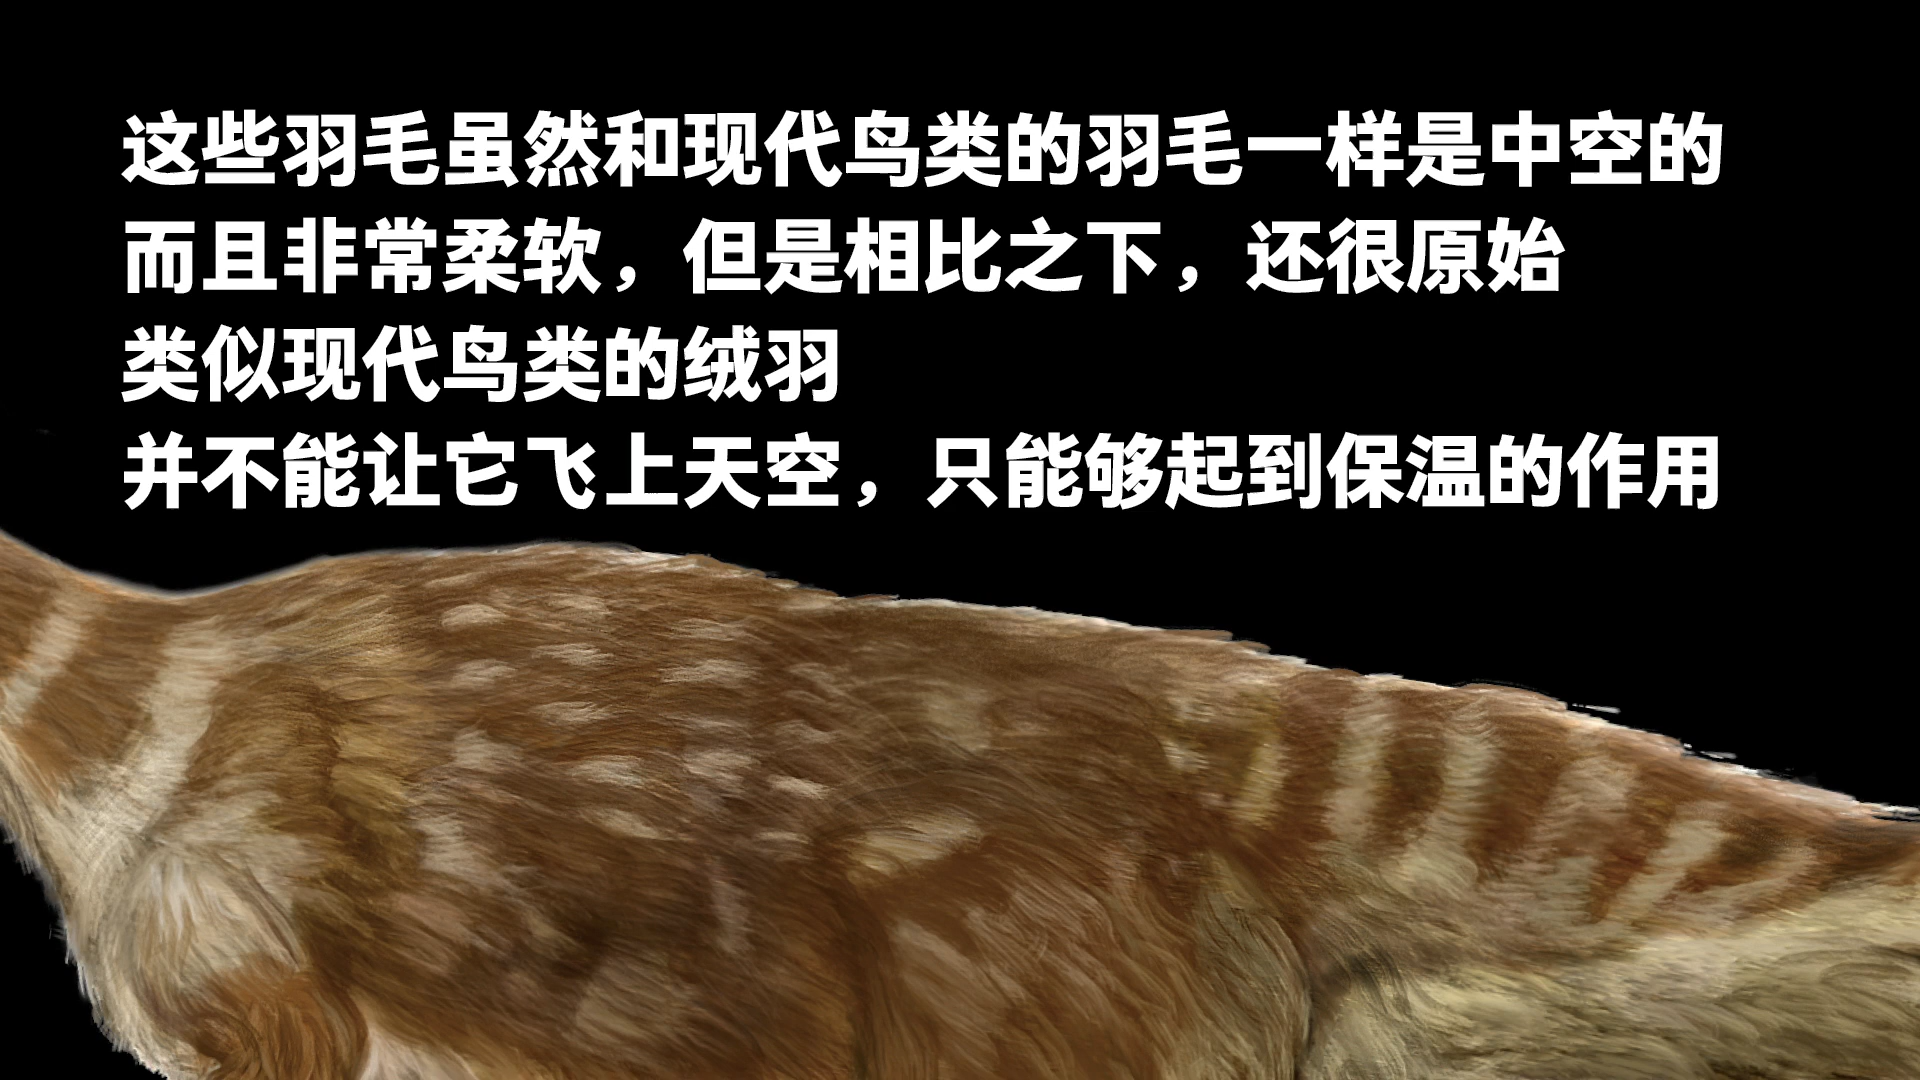 这些羽毛虽然和现代鸟类的羽毛一样是中空的
而且非常柔软，但是相比之下，还很原始
类似现代鸟类的绒羽
并不能让它飞上天空，只能够起到保温的作用